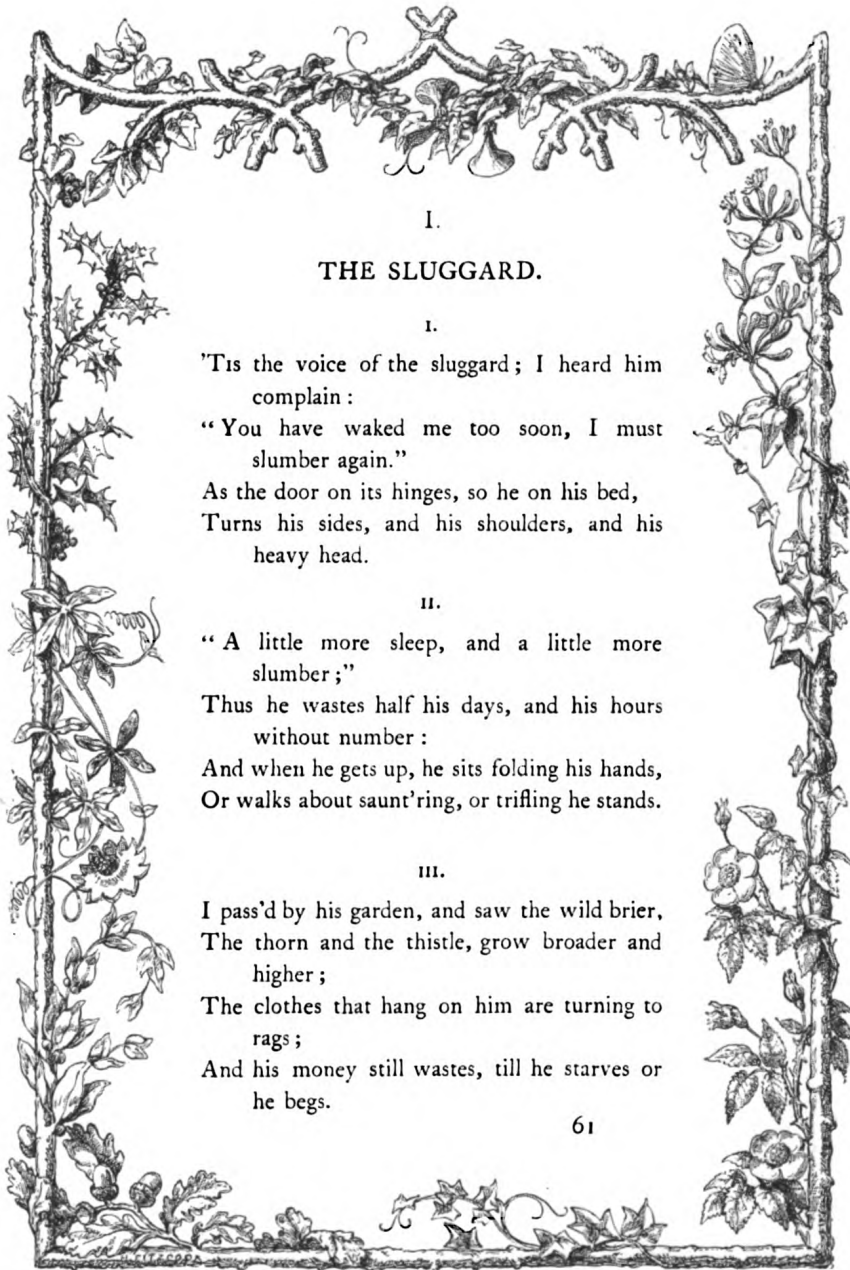 I.
THE SLUGGARD.
I.
'Tis the voice of the sluggard; I heard him
complain:
“You have waked me too soon, I must
slumber again.”
As the door on its hinges, so he on his bed,
Turns his sides, and his shoulders, and his
heavy head.
II.
“A little more sleep, and a little more
slumber;”
Thus he wastes half his days, and his hours
without number:
And when he gets up, he sits folding his hands,
Or walks about saunt'ring, or trifling he stands.
III.
I pass'd by his garden, and saw the wild brier,
The thorn and the thistle, grow broader and
higher;
The clothes that hang on him are turning to
rags;
And his money still wastes, till he starves or
he begs.
61